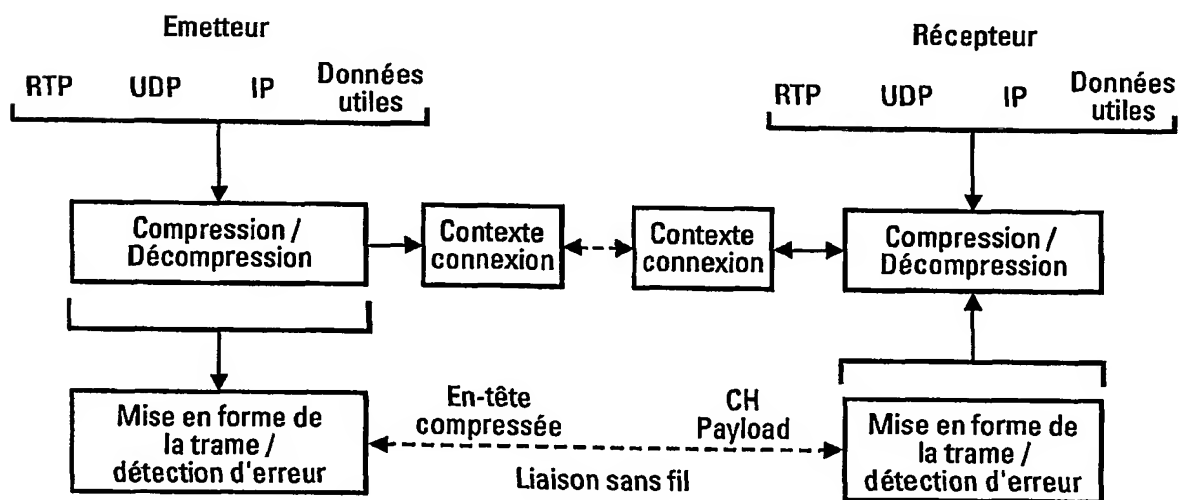 Emetteur
Récepteur
RTP UDP IP Données utiles
RTP UDP IP Données utiles
Compression /
Décompression
Contexte
connexion
Contexte
connexion
Compression /
Décompression
Mise en forme de
la trame /
détection d'erreur
En-tête
compressée
CH
Payload
Liaison sans fil
Mise en forme de
la trame /
détection d'erreur